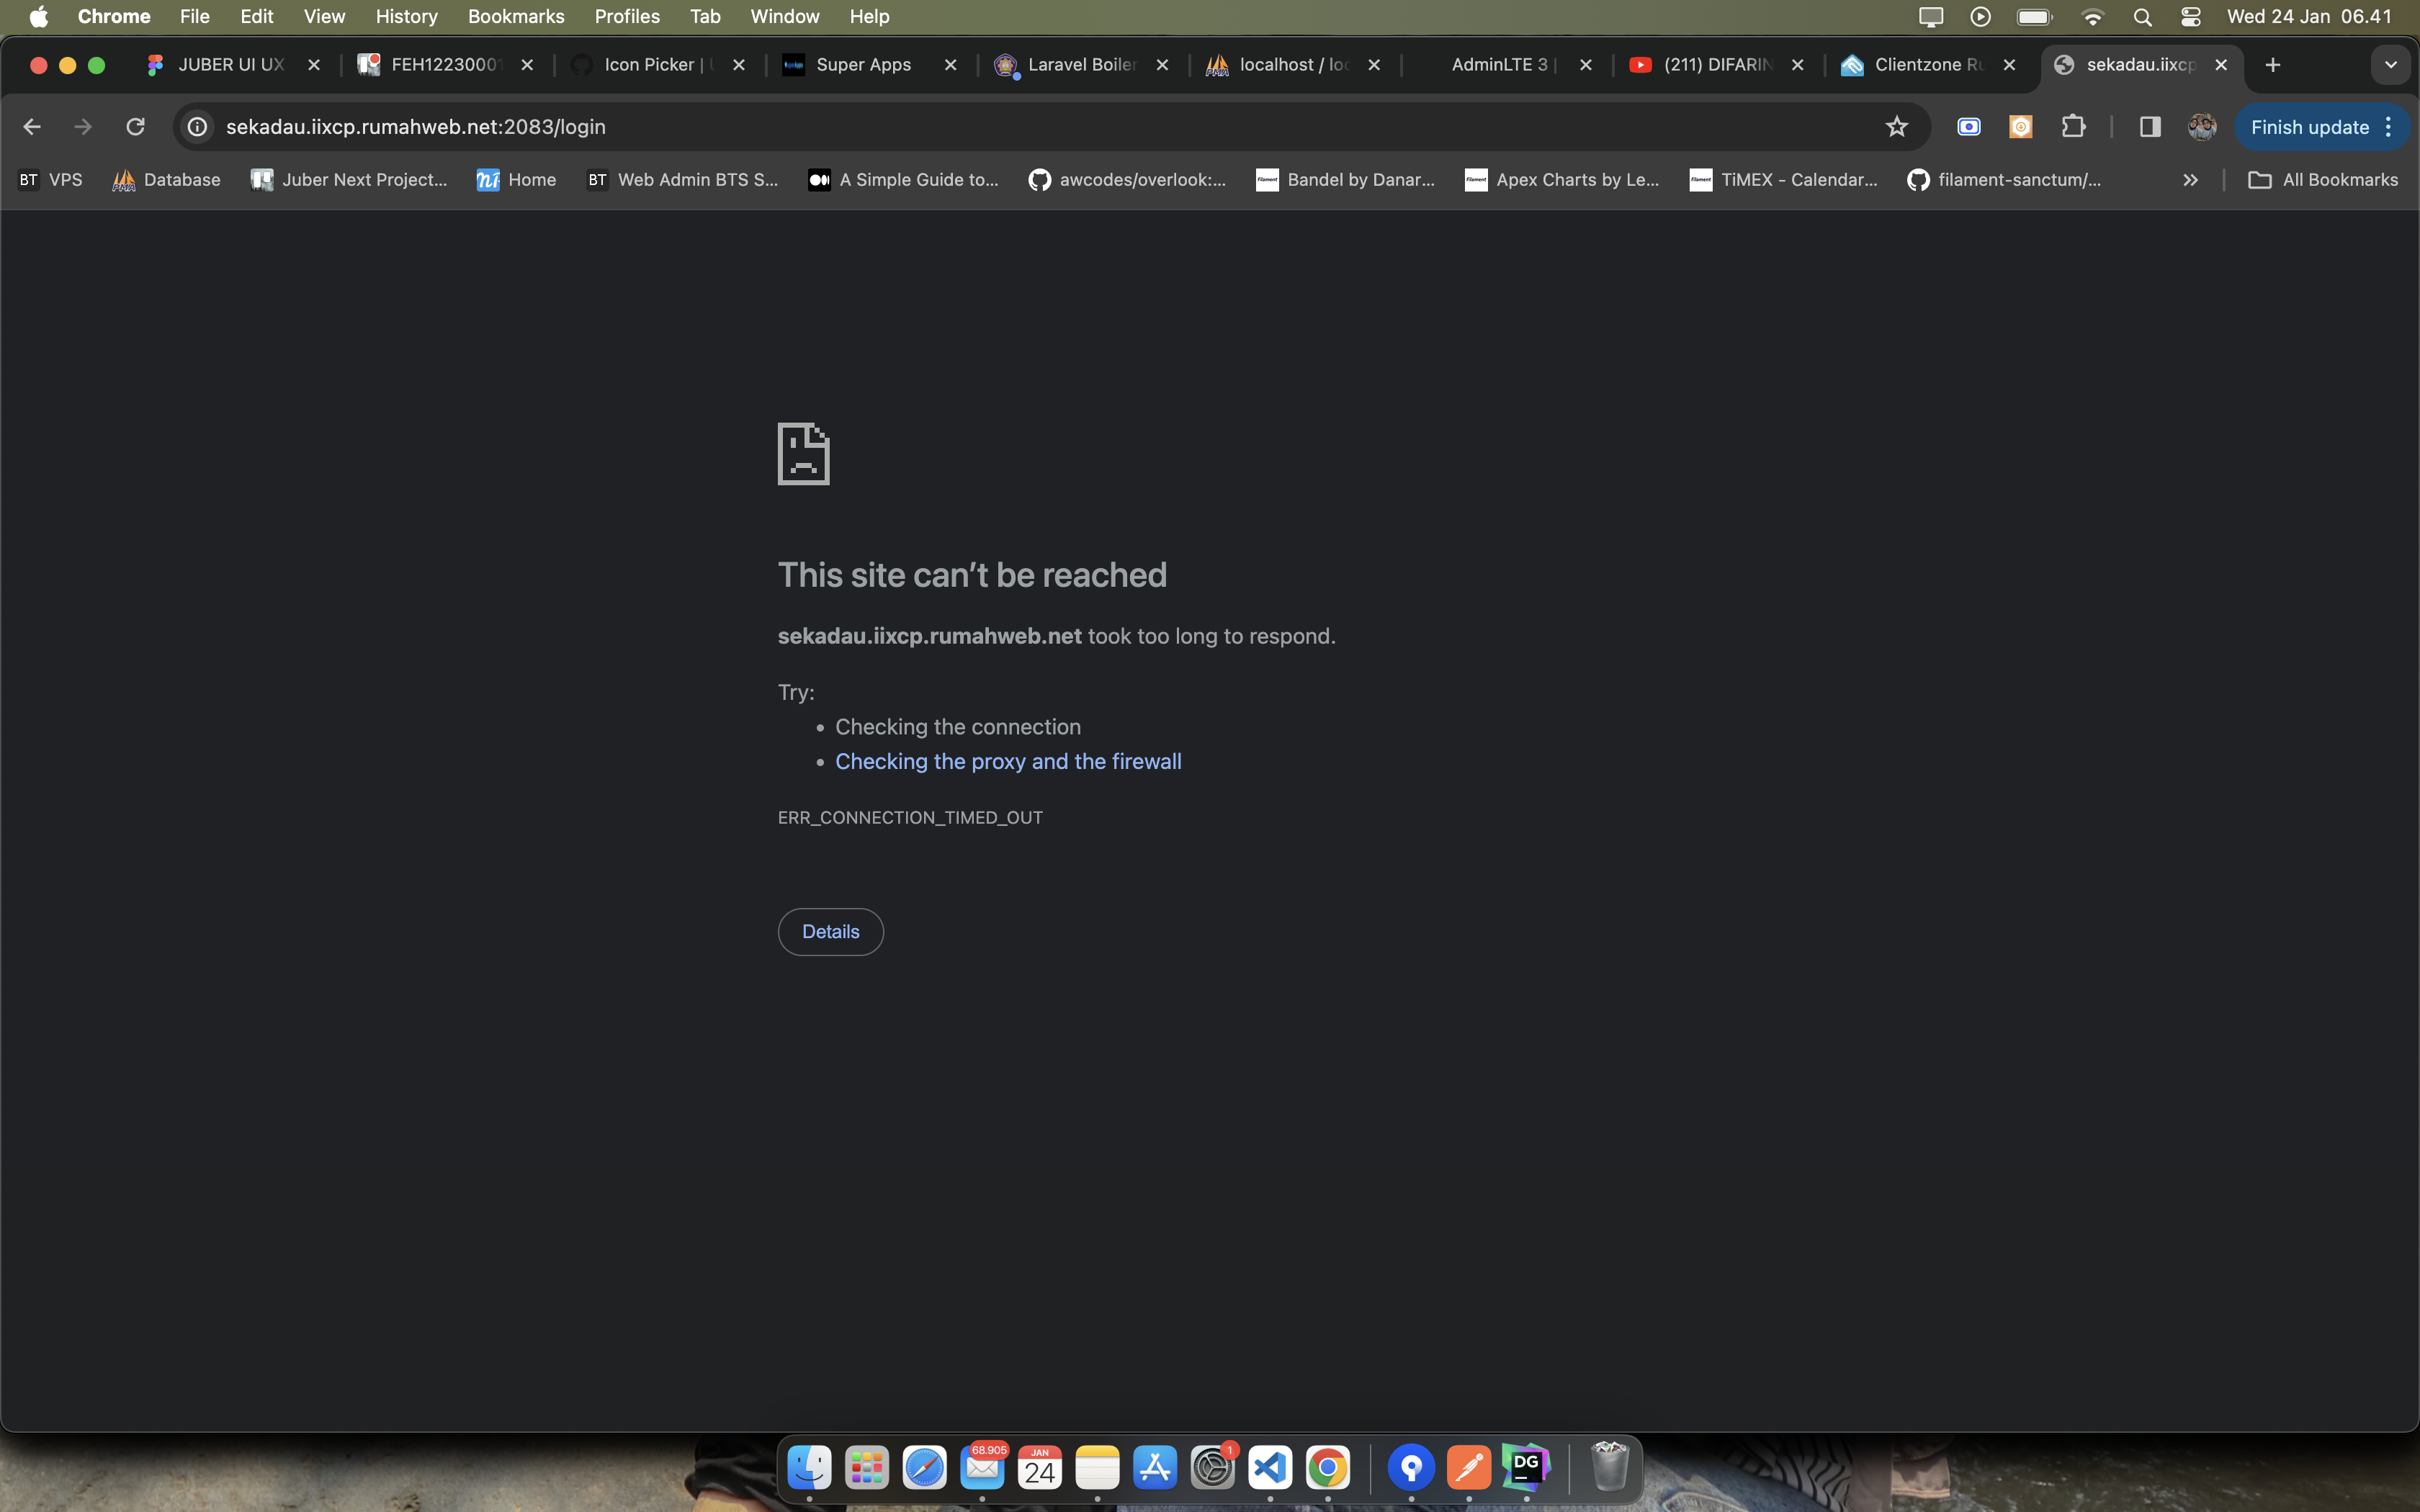 Chrome File Edit View History Bookmarks Profiles Tab Window Help Wed 24 Jan 06.41
JUBER UI UX FEH12230001 Icon Picker | Super Apps Laravel Boiler localhost / loc AdminLTE 3 | (211) DIFARIN Clientzone Ru sekadau.iixcp
sekadau.iixcp.rumahweb.net:2083/login Finish update
BT VPS Database Juber Next Project... Home BT Web Admin BTS S... A Simple Guide to... awcodes/overlook:... Bandel by Danar... Apex Charts by Le... TiMEX - Calendar... filament-sanctum/... All Bookmarks
This site can’t be reached
sekadau.iixcp.rumahweb.net took too long to respond.
Try:
• Checking the connection
• Checking the proxy and the firewall
ERR_CONNECTION_TIMED_OUT
Details
68.905 JAN 24 1 DG